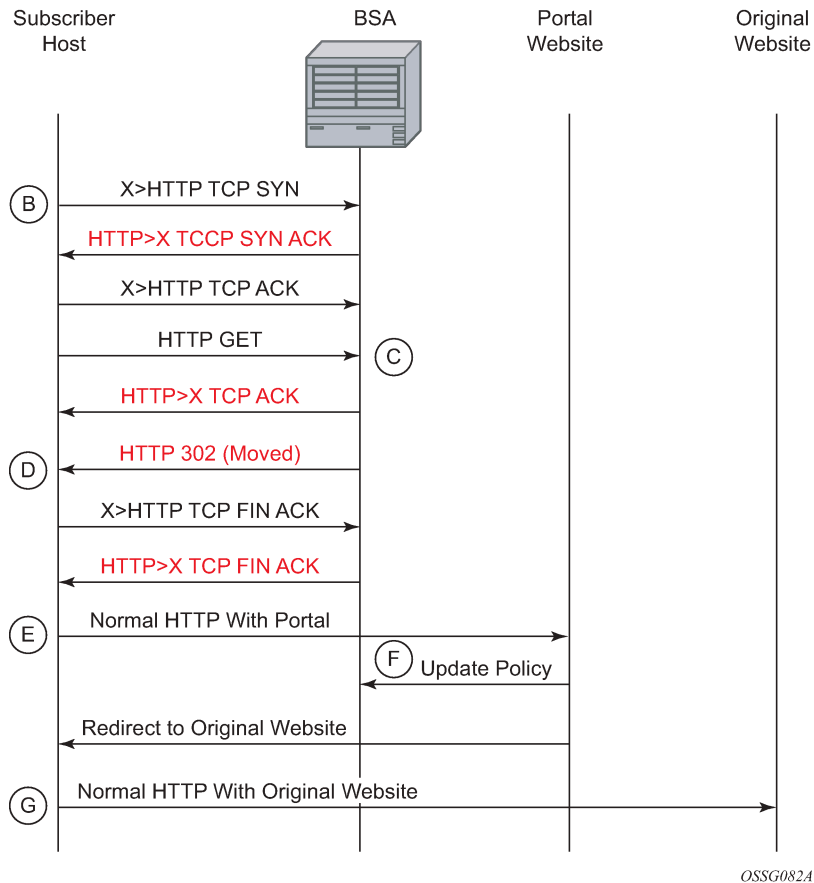 Subscriber
Host
BSA
Portal
Website
Original
Website
B
X>HTTP TCP SYN
HTTP>X TCCP SYN ACK
X>HTTP TCP ACK
HTTP GET
C
HTTP>X TCP ACK
D
HTTP 302 (Moved)
X>HTTP TCP FIN ACK
HTTP>X TCP FIN ACK
E
Normal HTTP With Portal
F
Update Policy
Redirect to Original Website
G
Normal HTTP With Original Website
OSSG082A